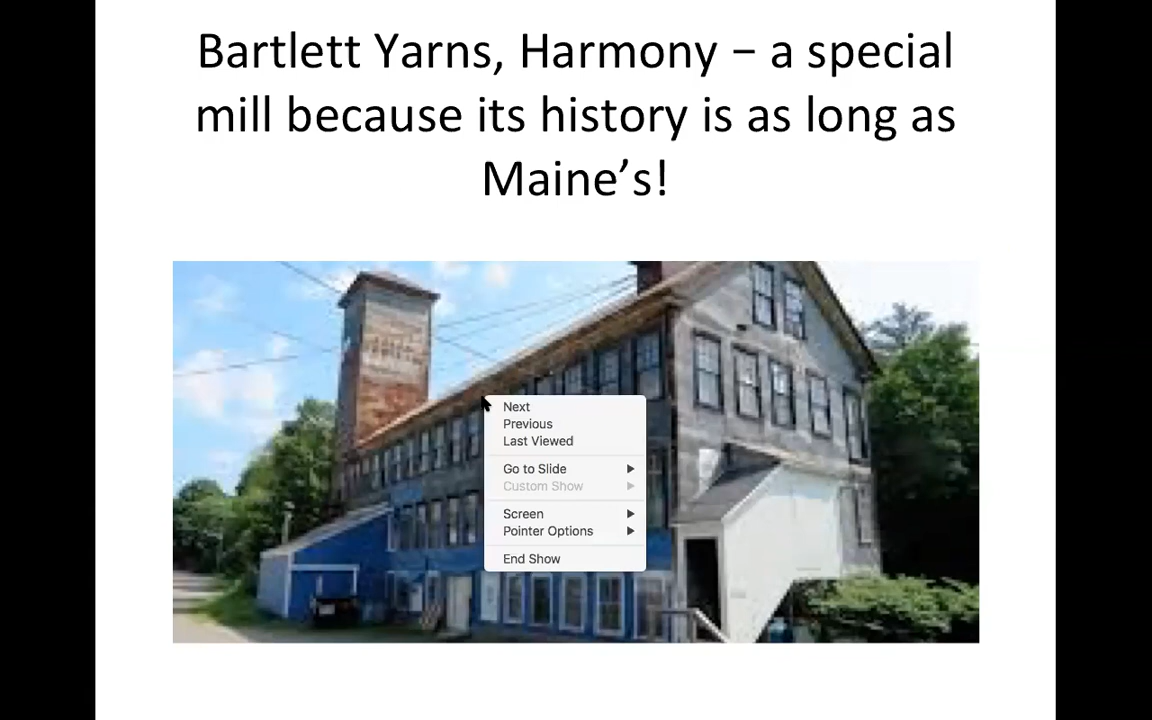 Bartlett Yarns, Harmony – a special
mill because its history is as long as
Maine’s!
Next
Previous
Last Viewed
Go to Slide
Custom Show
Screen
Pointer Options
End Show